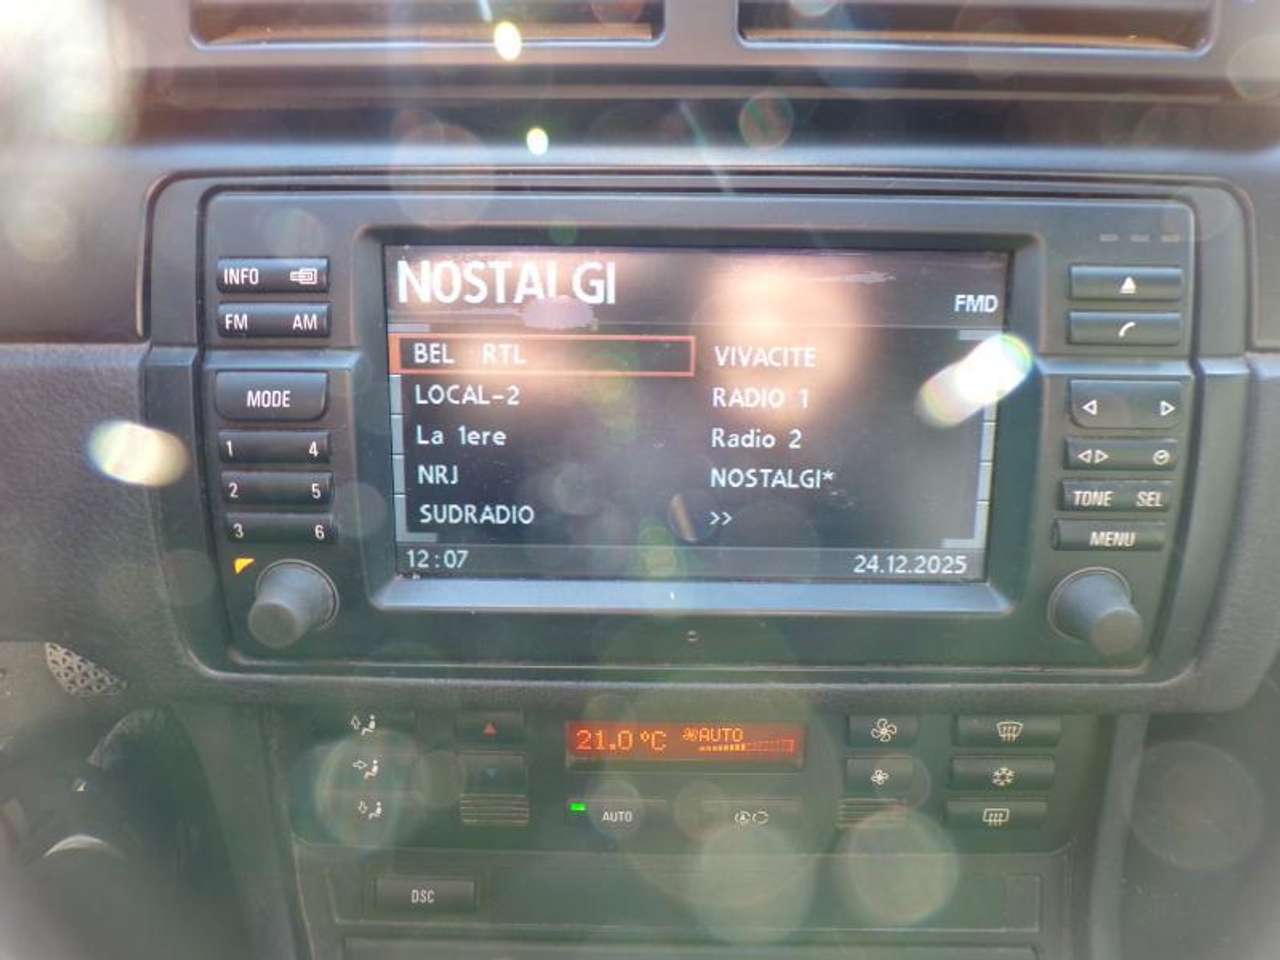 INFO
FM AM
MODE
1 4
2 5
3 6
NOSTALGI
FMD
BEL RTL
VIVACITE
LOCAL-2
RADIO 1
La 1ere
Radio 2
NRJ
NOSTALGI*
SUDRADIO
>>
12:07
24.12.2025
TONE SEL
MENU
21.0 °C AUTO
AUTO
DSC